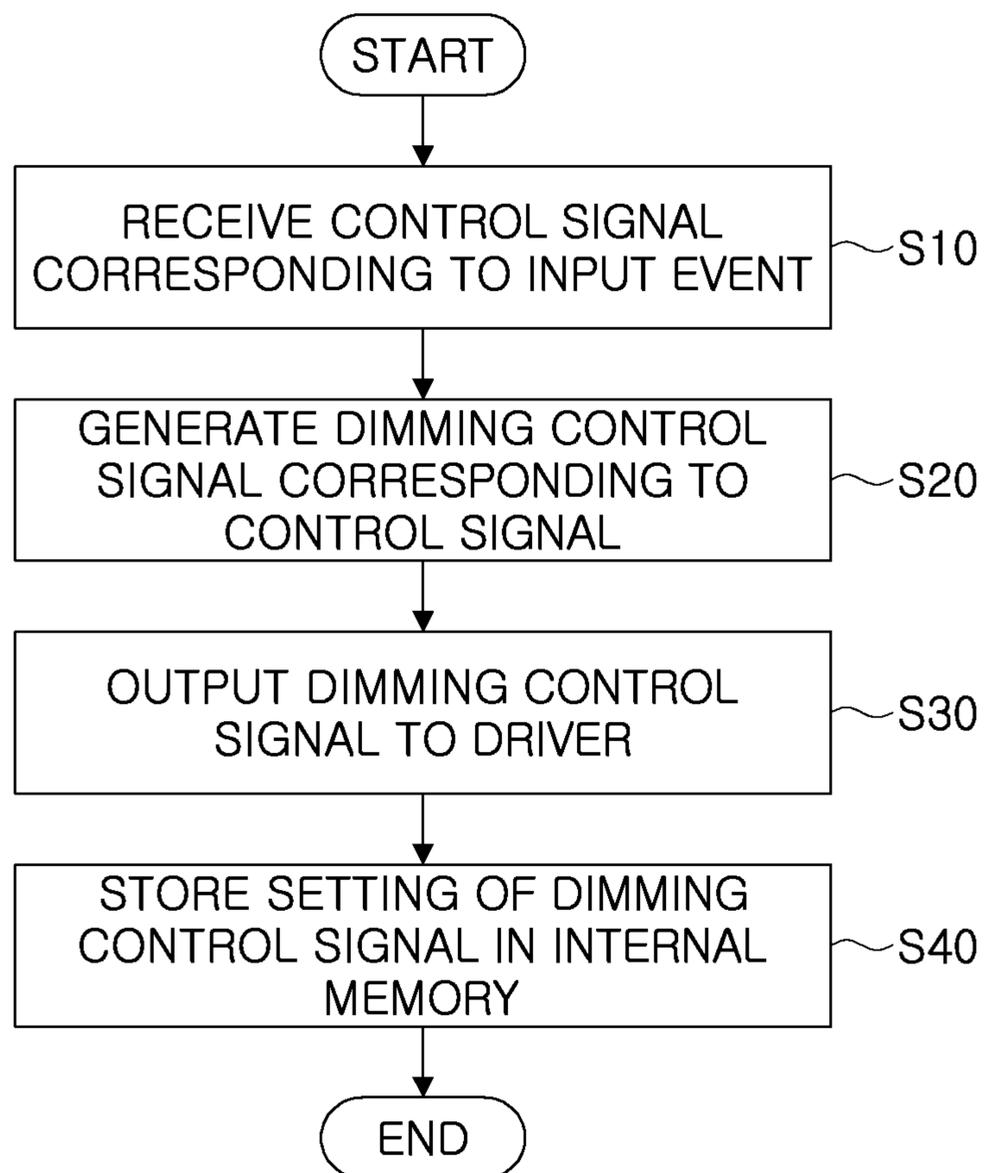 START
RECEIVE CONTROL SIGNAL
CORRESPONDING TO INPUT EVENT
S10
GENERATE DIMMING CONTROL
SIGNAL CORRESPONDING TO
CONTROL SIGNAL
S20
OUTPUT DIMMING CONTROL
SIGNAL TO DRIVER
S30
STORE SETTING OF DIMMING
CONTROL SIGNAL IN INTERNAL
MEMORY
S40
END